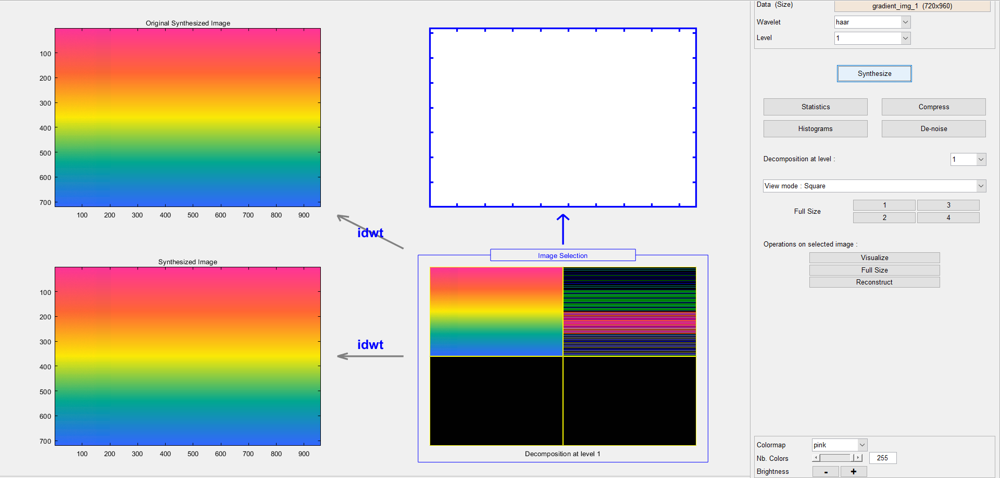 Original Synthesized Image
100
200
300
400
500
600
700
100 200 300 400 500 600 700 800 900
idwt
Synthesized Image
100
200
300
400
500
600
700
100 200 300 400 500 600 700 800 900
idwt
Image Selection
Decomposition at level 1
Data (Size) gradient_img_1 (720x960)
Wavelet haar
Level 1
Synthesize
Statistics Compress
Histograms De-noise
Decomposition at level : 1
View mode : Square
Full Size 1 3
2 4
Operations on selected image :
Visualize
Full Size
Reconstruct
Colormap pink
Nb. Colors 255
Brightness - +